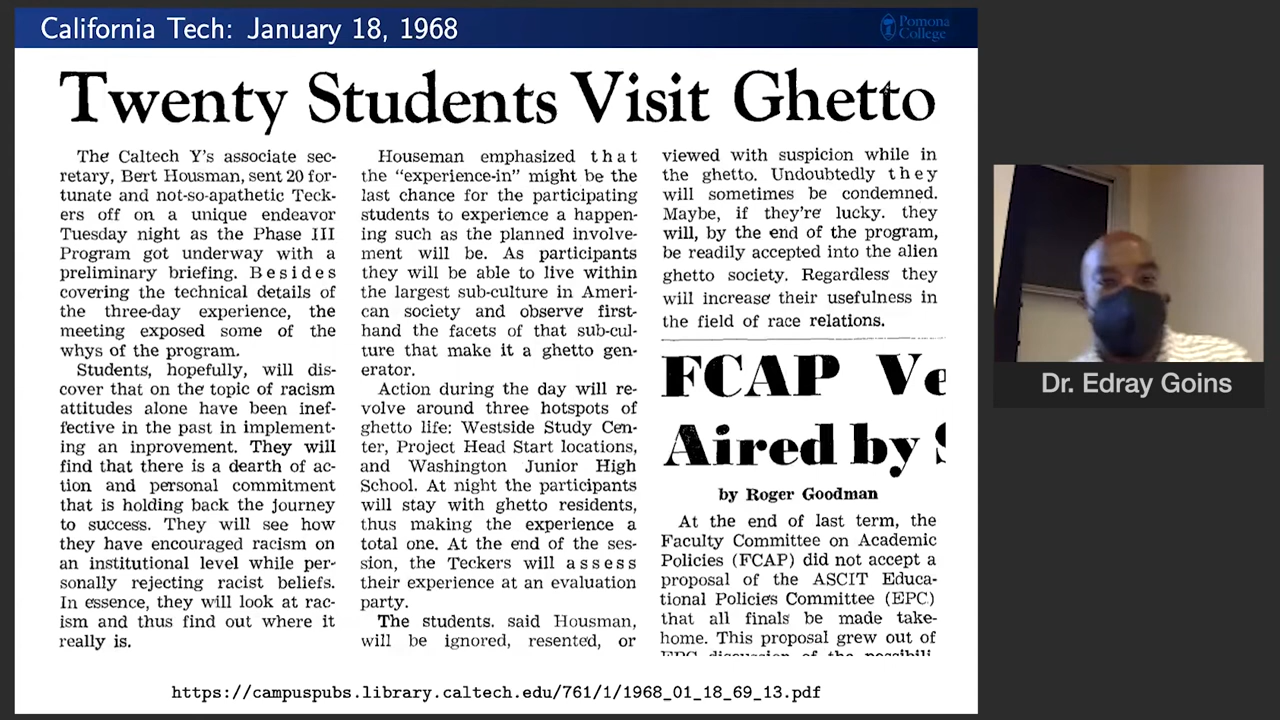 California Tech: January 18, 1968
Pomona
College
Twenty Students Visit Ghetto
The Caltech Y's associate sec-
retary, Bert Housman, sent 20 for-
tunate and not-so-apathetic Teck-
ers off on a unique endeavor
Tuesday night as the Phase III
Program got underway with a
preliminary briefing. Besides
covering the technical details of
the three-day experience, the
meeting exposed some of the
whys of the program.
Students, hopefully, will dis-
cover that on the topic of racism
attitudes alone have been inef-
fective in the past in implement-
ing an inprovement. They will
find that there is a dearth of ac-
tion and personal commitment
that is holding back the journey
to success. They will see how
they have encouraged racism on
an institutional level while per-
sonally rejecting racist beliefs.
In essence, they will look at rac-
ism and thus find out where it
really is.
Houseman emphasized that
the "experience-in" might be the
last chance for the participating
students to experience a happen-
ing such as the planned involve-
ment will be. As participants
they will be able to live within
the largest sub-culture in Ameri-
can society and observe first-
hand the facets of that sub-cul-
ture that make it a ghetto gen-
erator.
Action during the day will re-
volve around three hotspots of
ghetto life: Westside Study Cen-
ter, Project Head Start locations,
and Washington Junior High
School. At night the participants
will stay with ghetto residents,
thus making the experience a
total one. At the end of the ses-
sion, the Teckers will assess
their experience at an evaluation
party.
The students. said Housman,
will be ignored, resented, or
viewed with suspicion while in
the ghetto. Undoubtedly they
will sometimes be condemned.
Maybe, if they're lucky. they
will, by the end of the program,
be readily accepted into the alien
ghetto society. Regardless they
will increase their usefulness in
the field of race relations.
FCAP Ve
Aired by S
by Roger Goodman
At the end of last term, the
Faculty Committee on Academic
Policies (FCAP) did not accept a
proposal of the ASCIT Educa-
tional Policies Committee (EPC)
that all finals be made take-
home. This proposal grew out of
https://campuspubs.library.caltech.edu/761/1/1968_01_18_69_13.pdf
Dr. Edray Goins